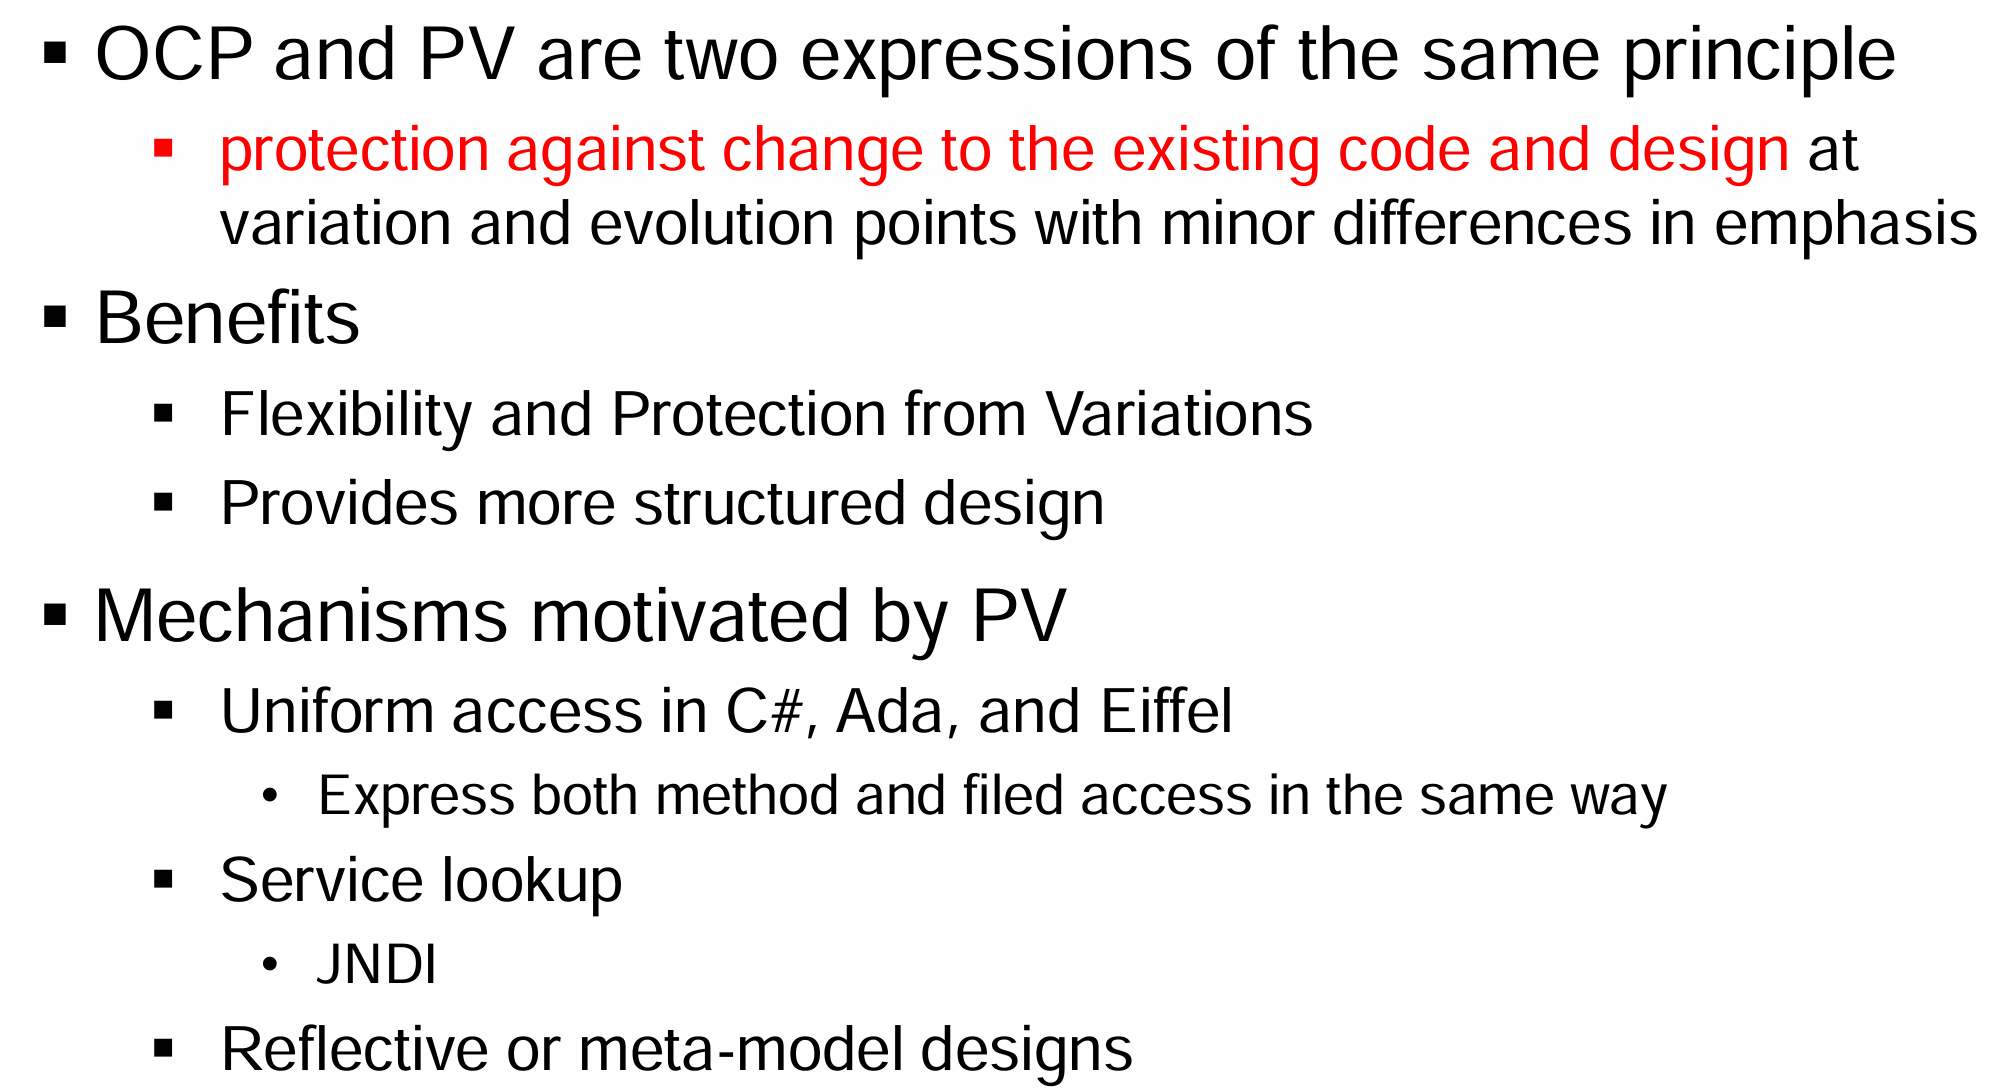 ▪ OCP and PV are two expressions of the same principle
▪ protection against change to the existing code and design at
variation and evolution points with minor differences in emphasis
▪ Benefits
▪ Flexibility and Protection from Variations
▪ Provides more structured design
▪ Mechanisms motivated by PV
▪ Uniform access in C#, Ada, and Eiffel
• Express both method and filed access in the same way
▪ Service lookup
• JNDI
▪ Reflective or meta-model designs